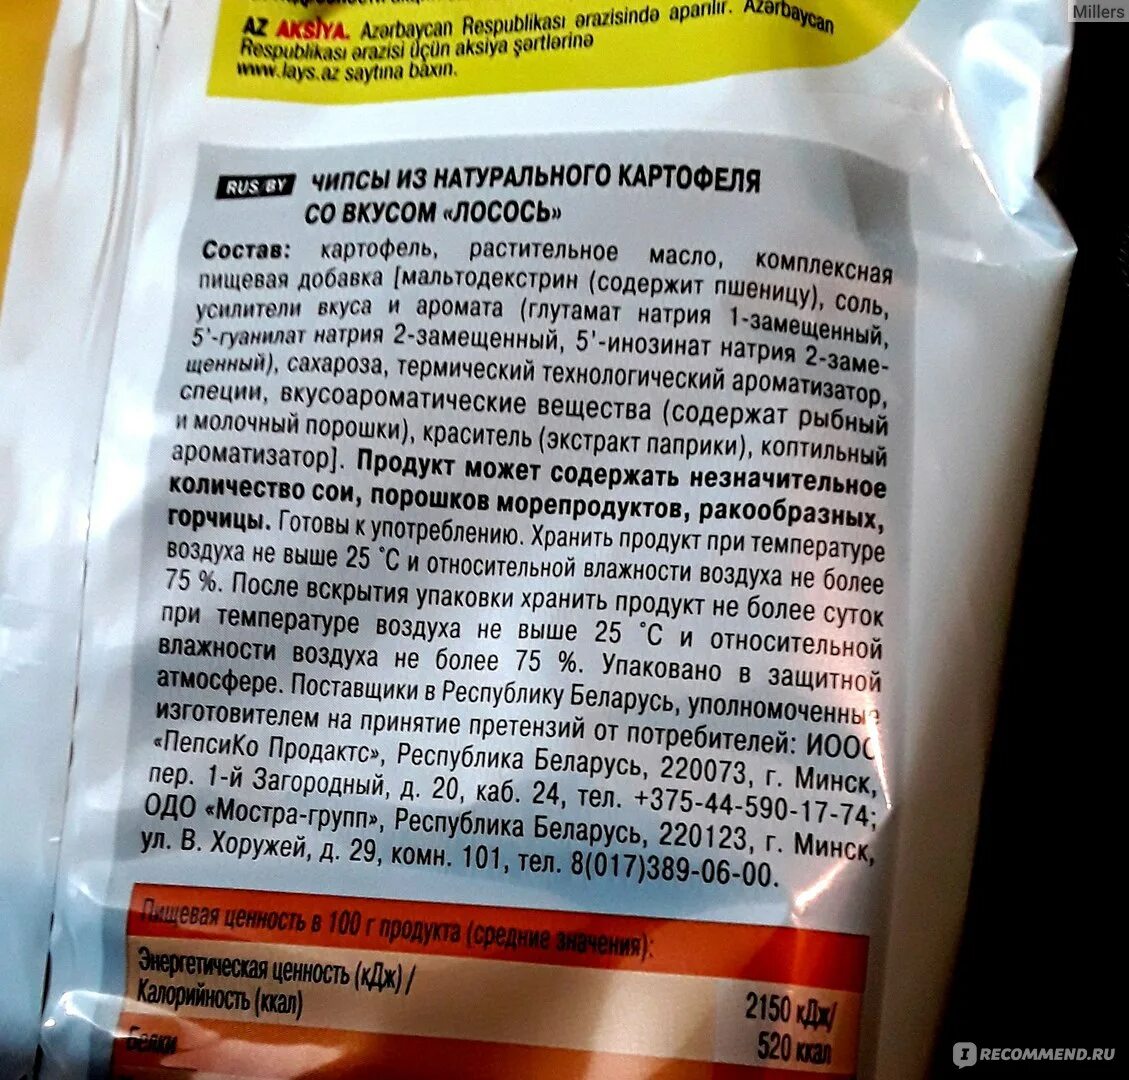 Millers
AZ AKSİYA. Azərbaycan Respublikası ərazisində aparılır. Azərbaycan
Respublikası ərazisi üçün aksiya şərtlərinə
www.lays.az saytına baxın.
RUS BY ЧИПСЫ ИЗ НАТУРАЛЬНОГО КАРТОФЕЛЯ
СО ВКУСОМ «ЛОСОСЬ»
Состав: картофель, растительное масло, комплексная
пищевая добавка [мальтодекстрин (содержит пшеницу), соль,
усилители вкуса и аромата (глутамат натрия 1-замещенный,
5'-гуанилат натрия 2-замещенный, 5'-инозинат натрия 2-заме-
щенный), сахароза, термический технологический ароматизатор,
специи, вкусоароматические вещества (содержат рыбный
и молочный порошки), краситель (экстракт паприки), коптильный
ароматизатор]. Продукт может содержать незначительное
количество сои, порошков морепродуктов, ракообразных,
горчицы. Готовы к употреблению. Хранить продукт при температуре
воздуха не выше 25 °С и относительной влажности воздуха не более
75 %. После вскрытия упаковки хранить продукт не более суток
при температуре воздуха не выше 25 °С и относительной
влажности воздуха не более 75 %. Упаковано в защитной
атмосфере. Поставщики в Республику Беларусь, уполномоченные
изготовителем на принятие претензий от потребителей: ИООО
«ПепсиКо Продактс», Республика Беларусь, 220073, г. Минск,
пер. 1-й Загородный, д. 20, каб. 24, тел. +375-44-590-17-74;
ОДО «Мостра-групп», Республика Беларусь, 220123, г. Минск,
ул. В. Хоружей, д. 29, комн. 101, тел. 8(017)389-06-00.
Пищевая ценность в 100 г продукта (средние значения):
Энергетическая ценность (кДж) /
Калорийность (ккал)
2150 кДж/
520 ккал
Белки
IRECOMMEND.RU